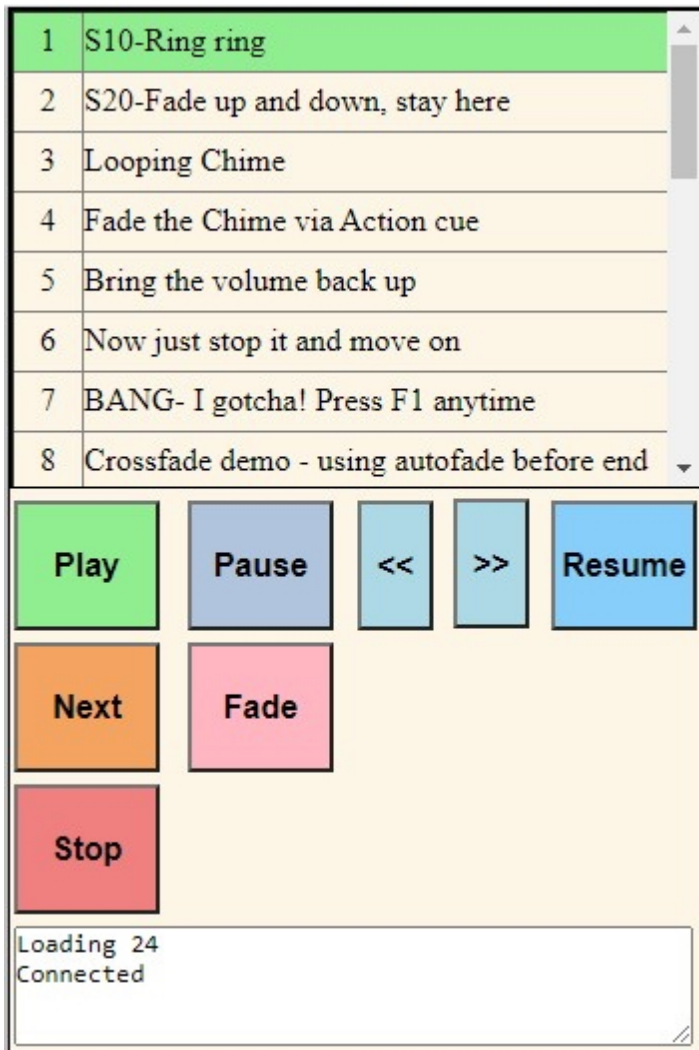 1 S10-Ring ring
2 S20-Fade up and down, stay here
3 Looping Chime
4 Fade the Chime via Action cue
5 Bring the volume back up
6 Now just stop it and move on
7 BANG- I gotcha! Press F1 anytime
8 Crossfade demo - using autofade before end
Play Pause << >> Resume
Next Fade
Stop
Loading 24
Connected